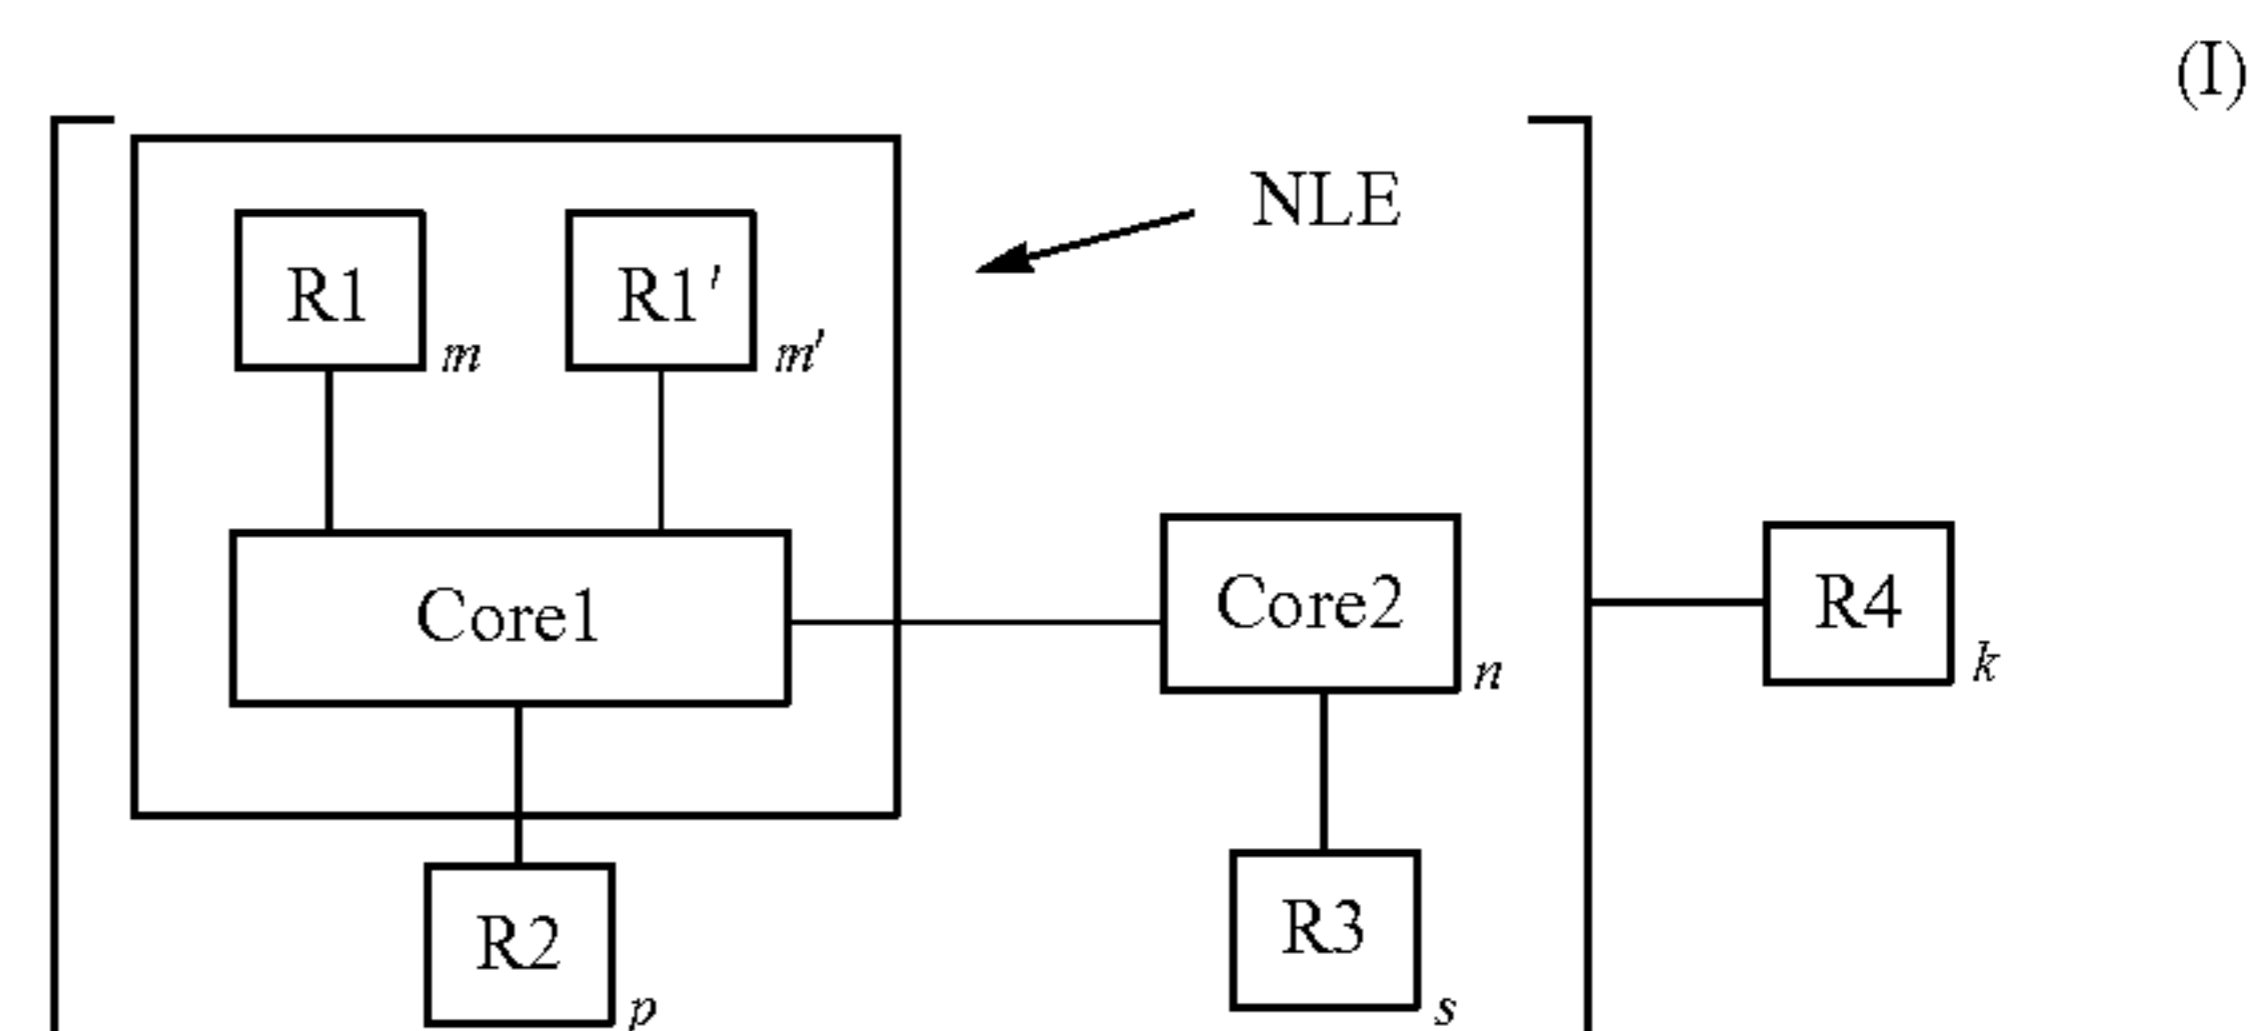 (I)
NLE
R1 m
R1' m'
Core1
Core2 n
R4 k
R2 p
R3 s